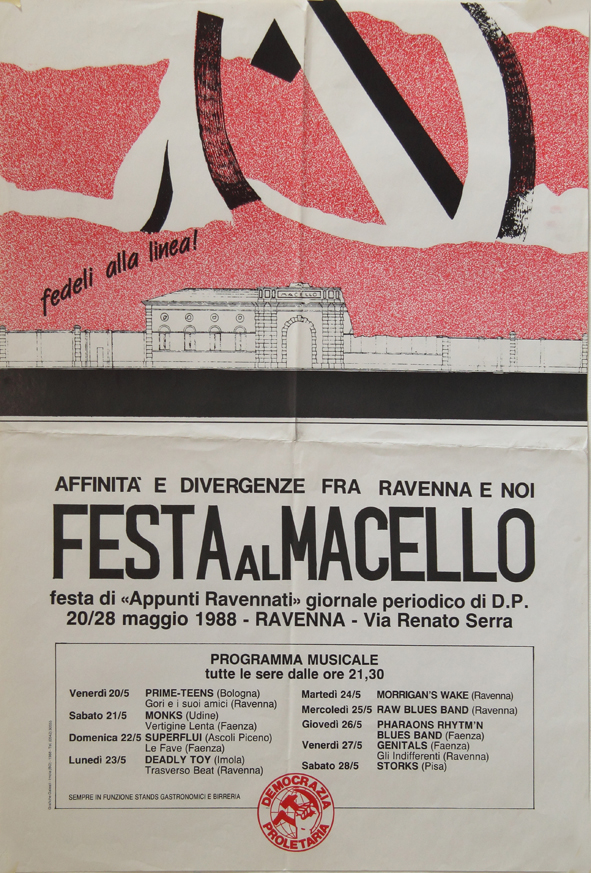 fedeli alla linea!
MACELLO
AFFINITA' E DIVERGENZE FRA RAVENNA E NOI
FESTA AL MACELLO
festa di «Appunti Ravennati» giornale periodico di D.P.
20/28 maggio 1988 - RAVENNA - Via Renato Serra
PROGRAMMA MUSICALE
tutte le sere dalle ore 21,30
Venerdì 20/5 PRIME-TEENS (Bologna)
Gori e i suoi amici (Ravenna)
Sabato 21/5 MONKS (Udine)
Vertigine Lenta (Faenza)
Domenica 22/5 SUPERFLUI (Ascoli Piceno)
Le Fave (Faenza)
Lunedì 23/5 DEADLY TOY (Imola)
Trasverso Beat (Ravenna)
Martedì 24/5 MORRIGAN'S WAKE (Ravenna)
Mercoledì 25/5 RAW BLUES BAND (Ravenna)
Giovedì 26/5 PHARAONS RHYTM'N
BLUES BAND (Faenza)
Venerdì 27/5 GENITALS (Faenza)
Gli Indifferenti (Ravenna)
Sabato 28/5 STORKS (Pisa)
SEMPRE IN FUNZIONE STANDS GASTRONOMICI E BIRRERIA
DEMOCRAZIA
PROLETARIA